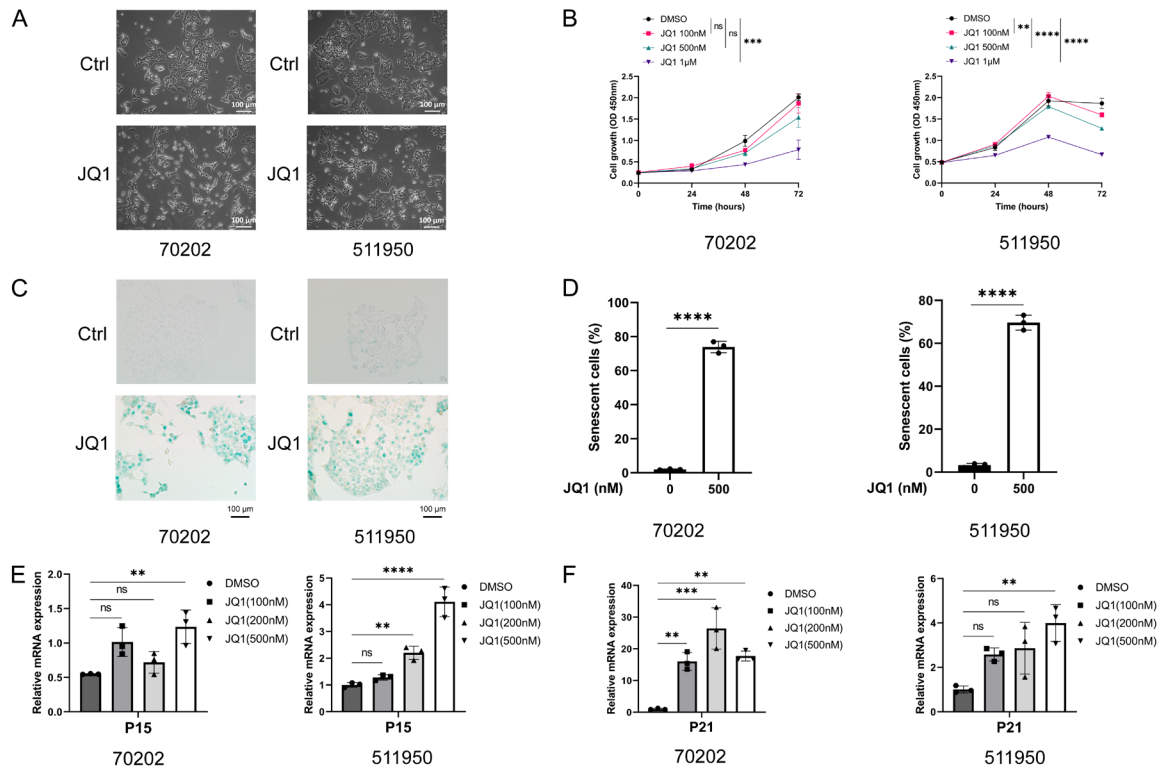 A
Ctrl
100 µm
Ctrl
100 µm
JQ1
100 µm
JQ1
100 µm
70202
511950
B
DMSO
JQ1 100nM
JQ1 500nM
JQ1 1µM
ns
ns
***
Cell growth (OD 450nm)
2.5
2.0
1.5
1.0
0.5
0.0
0
24
48
72
Time (hours)
70202
DMSO
JQ1 100nM
JQ1 500nM
JQ1 1µM
**
****
****
Cell growth (OD 450nm)
2.5
2.0
1.5
1.0
0.5
0.0
0
24
48
72
Time (hours)
511950
C
Ctrl
Ctrl
JQ1
JQ1
100 µm
100 µm
70202
511950
D
Senescent cells (%)
100
80
60
40
20
0
****
JQ1 (nM)
0
500
70202
Senescent cells (%)
80
60
40
20
0
****
JQ1 (nM)
0
500
511950
E
Relative mRNA expression
2.0
1.5
1.0
0.5
0.0
**
ns
ns
DMSO
JQ1(100nM)
JQ1(200nM)
JQ1(500nM)
P15
70202
Relative mRNA expression
5
4
3
2
1
0
****
**
ns
DMSO
JQ1(100nM)
JQ1(200nM)
JQ1(500nM)
P15
511950
F
Relative mRNA expression
40
30
20
10
0
**
***
**
DMSO
JQ1(100nM)
JQ1(200nM)
JQ1(500nM)
P21
70202
Relative mRNA expression
6
4
2
0
**
ns
ns
DMSO
JQ1(100nM)
JQ1(200nM)
JQ1(500nM)
P21
511950